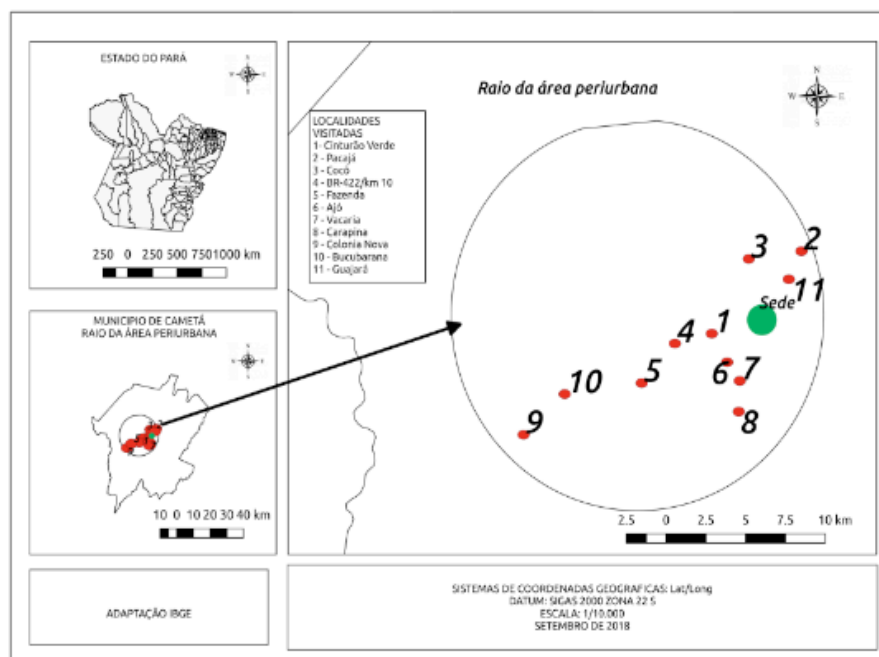 ESTADO DO PARÁ
N
W E
S
250 0 250 500 750 1000 km
MUNICIPIO DE CAMETÁ
RAIO DA ÁREA PERIURBANA
10 0 10 20 30 40 km
ADAPTAÇÃO IBGE
Raio da área periurbana
N
W E
S
LOCALIDADES
VISITADAS
1- Cinturão Verde
2 - Pacajá
3 - Cocó
4 - BR-422/km 10
5 - Fazenda
6 - Ajó
7 - Vacaria
8 - Carapina
9 - Colonia Nova
10 - Bucubarana
11 - Guajará
3
2
11
Sede
1
4
6
7
5
10
8
9
2.5 0 2.5 5 7.5 10 km
SISTEMAS DE COORDENADAS GEOGRAFICAS: Lat/Long
DATUM: SIGAS 2000 ZONA 22 S
ESCALA: 1/10.000
SETEMBRO DE 2018